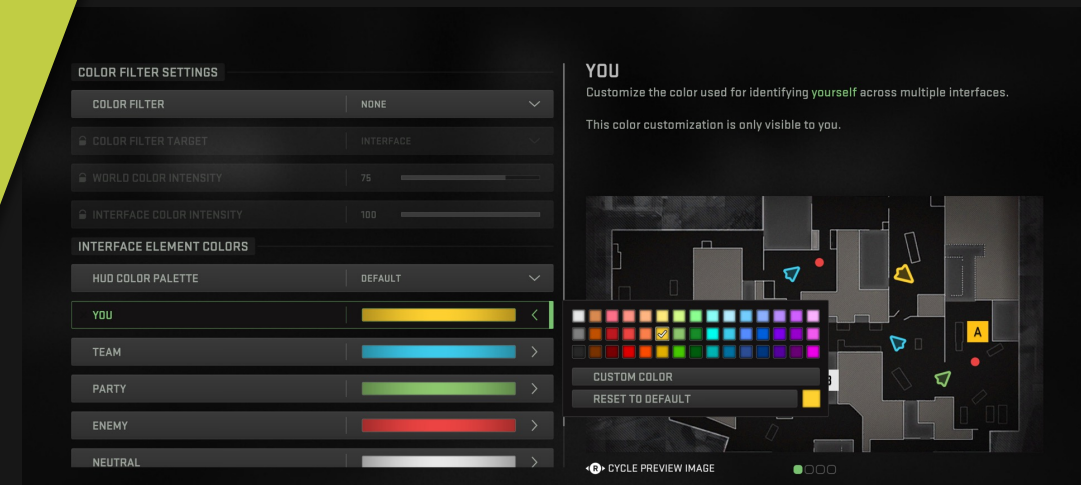 COLOR FILTER SETTINGS
COLOR FILTER
NONE
COLOR FILTER TARGET
INTERFACE
WORLD COLOR INTENSITY
75
INTERFACE COLOR INTENSITY
100
INTERFACE ELEMENT COLORS
HUD COLOR PALETTE
DEFAULT
YOU
TEAM
PARTY
ENEMY
NEUTRAL
YOU
Customize the color used for identifying yourself across multiple interfaces.
This color customization is only visible to you.
A
CUSTOM COLOR
RESET TO DEFAULT
R CYCLE PREVIEW IMAGE